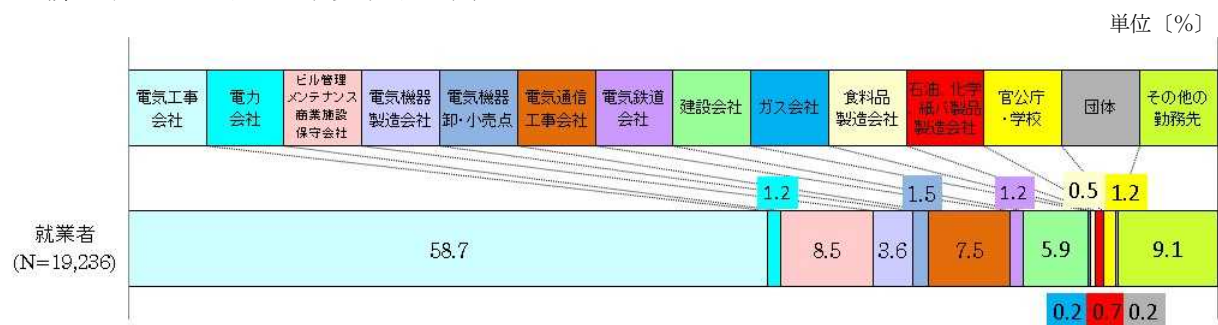 単位〔%〕
電気工事
会社
電力
会社
ビル管理
メンテナンス
商業施設
保守会社
電気機器
製造会社
電気機器
卸・小売点
電気通信
工事会社
電気鉄道
会社
建設会社
ガス会社
食料品
製造会社
石油、化学
紙パ製品
製造会社
官公庁
・学校
団体
その他の
勤務先
1.2
1.5
1.2
0.5
1.2
就業者
(N=19,236)
58.7
8.5
3.6
7.5
5.9
9.1
0.2
0.7
0.2